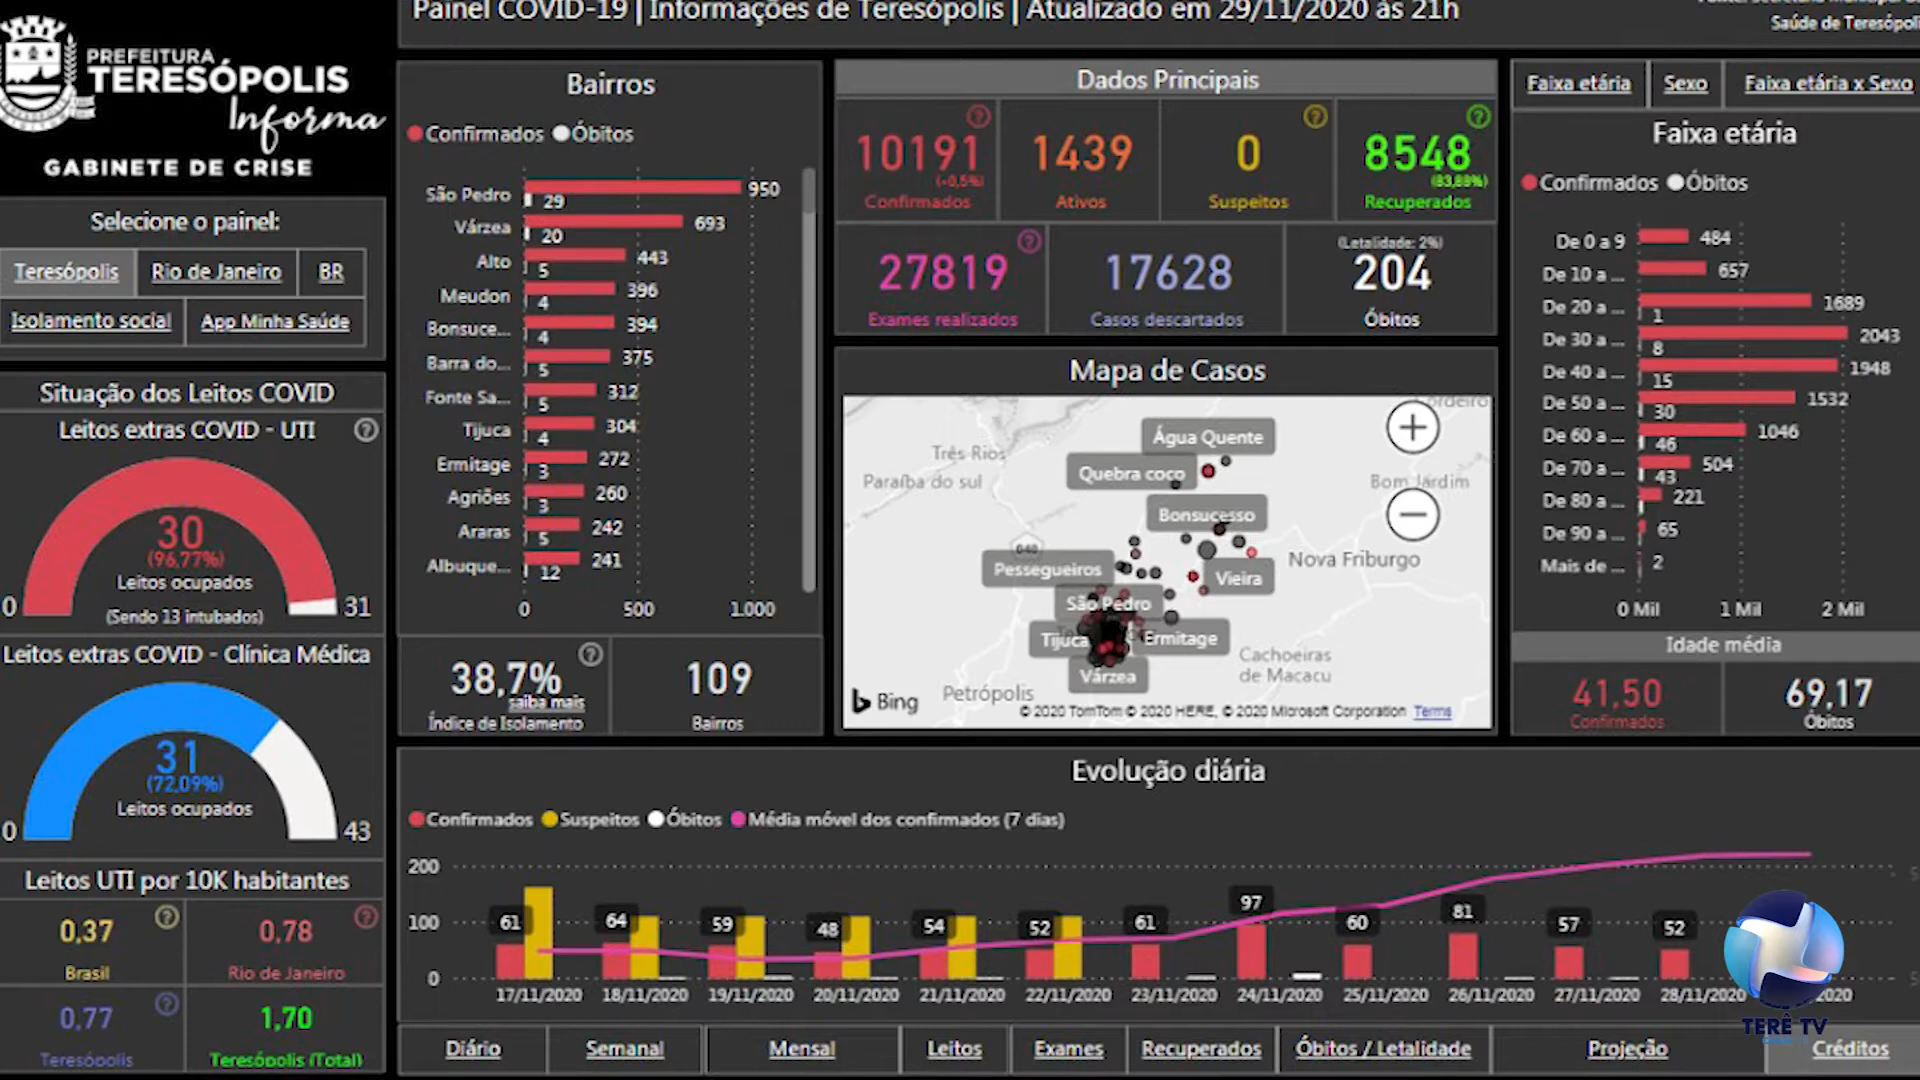 Painel COVID-19 | Informações de Teresópolis | Atualizado em 29/11/2020 às 21h
Saúde de Teresópoli
PREFEITURA
TERESÓPOLIS
Informa
GABINETE DE CRISE
Selecione o painel:
Teresópolis Rio de Janeiro BR
Isolamento social App Minha Saúde
Situação dos Leitos COVID
Leitos extras COVID - UTI
30
(96,77%)
Leitos ocupados
(Sendo 13 intubados)
0 31
Leitos extras COVID - Clínica Médica
31
(72,09%)
Leitos ocupados
0 43
Leitos UTI por 10K habitantes
0,37 0,78
Brasil Rio de Janeiro
0,77 1,70
Teresópolis Teresópolis (Total)
Bairros
Confirmados Óbitos
São Pedro 950
29
Várzea 693
20
Alto 443
5
Meudon 396
4
Bonsuce... 394
4
Barra do... 375
5
Fonte Sa... 312
5
Tijuca 304
4
Ermitage 272
3
Agriões 260
3
Araras 242
5
Albuque... 241
12
0 500 1.000
38,7%
saiba mais
Índice de Isolamento
109
Bairros
Dados Principais
10191
(+0,5%)
Confirmados
1439
Ativos
0
Suspeitos
8548
(83,88%)
Recuperados
27819
Exames realizados
17628
Casos descartados
(Letalidade: 2%)
204
Óbitos
Mapa de Casos
Cordeiro
Água Quente
Três Rios
Quebra coco
Paraíba do sul
Bom Jardim
Bonsucesso
040
Nova Friburgo
Pessegueiros
Vieira
São Pedro
Tijuca
Ermitage
Cachoeiras
de Macacu
Várzea
Petrópolis
Bing
© 2020 TomTom © 2020 HERE, © 2020 Microsoft Corporation Terms
Faixa etária Sexo Faixa etária x Sexo
Faixa etária
Confirmados Óbitos
De 0 a 9 484
De 10 a ... 657
De 20 a ... 1689
1
De 30 a ... 2043
8
De 40 a ... 1948
15
De 50 a ... 1532
30
De 60 a ... 1046
46
De 70 a ... 504
43
De 80 a ... 221
De 90 a ... 65
Mais de ... 2
0 Mil 1 Mil 2 Mil
Idade média
41,50
Confirmados
69,17
Óbitos
Evolução diária
Confirmados Suspeitos Óbitos Média móvel dos confirmados (7 dias)
200
100
0
61 64 59 48 54 52 61 97 60 81 57 52
17/11/2020 18/11/2020 19/11/2020 20/11/2020 21/11/2020 22/11/2020 23/11/2020 24/11/2020 25/11/2020 26/11/2020 27/11/2020 28/11/2020 2020
TERÊ TV
Diário Semanal Mensal Leitos Exames Recuperados Óbitos / Letalidade Projeção Créditos